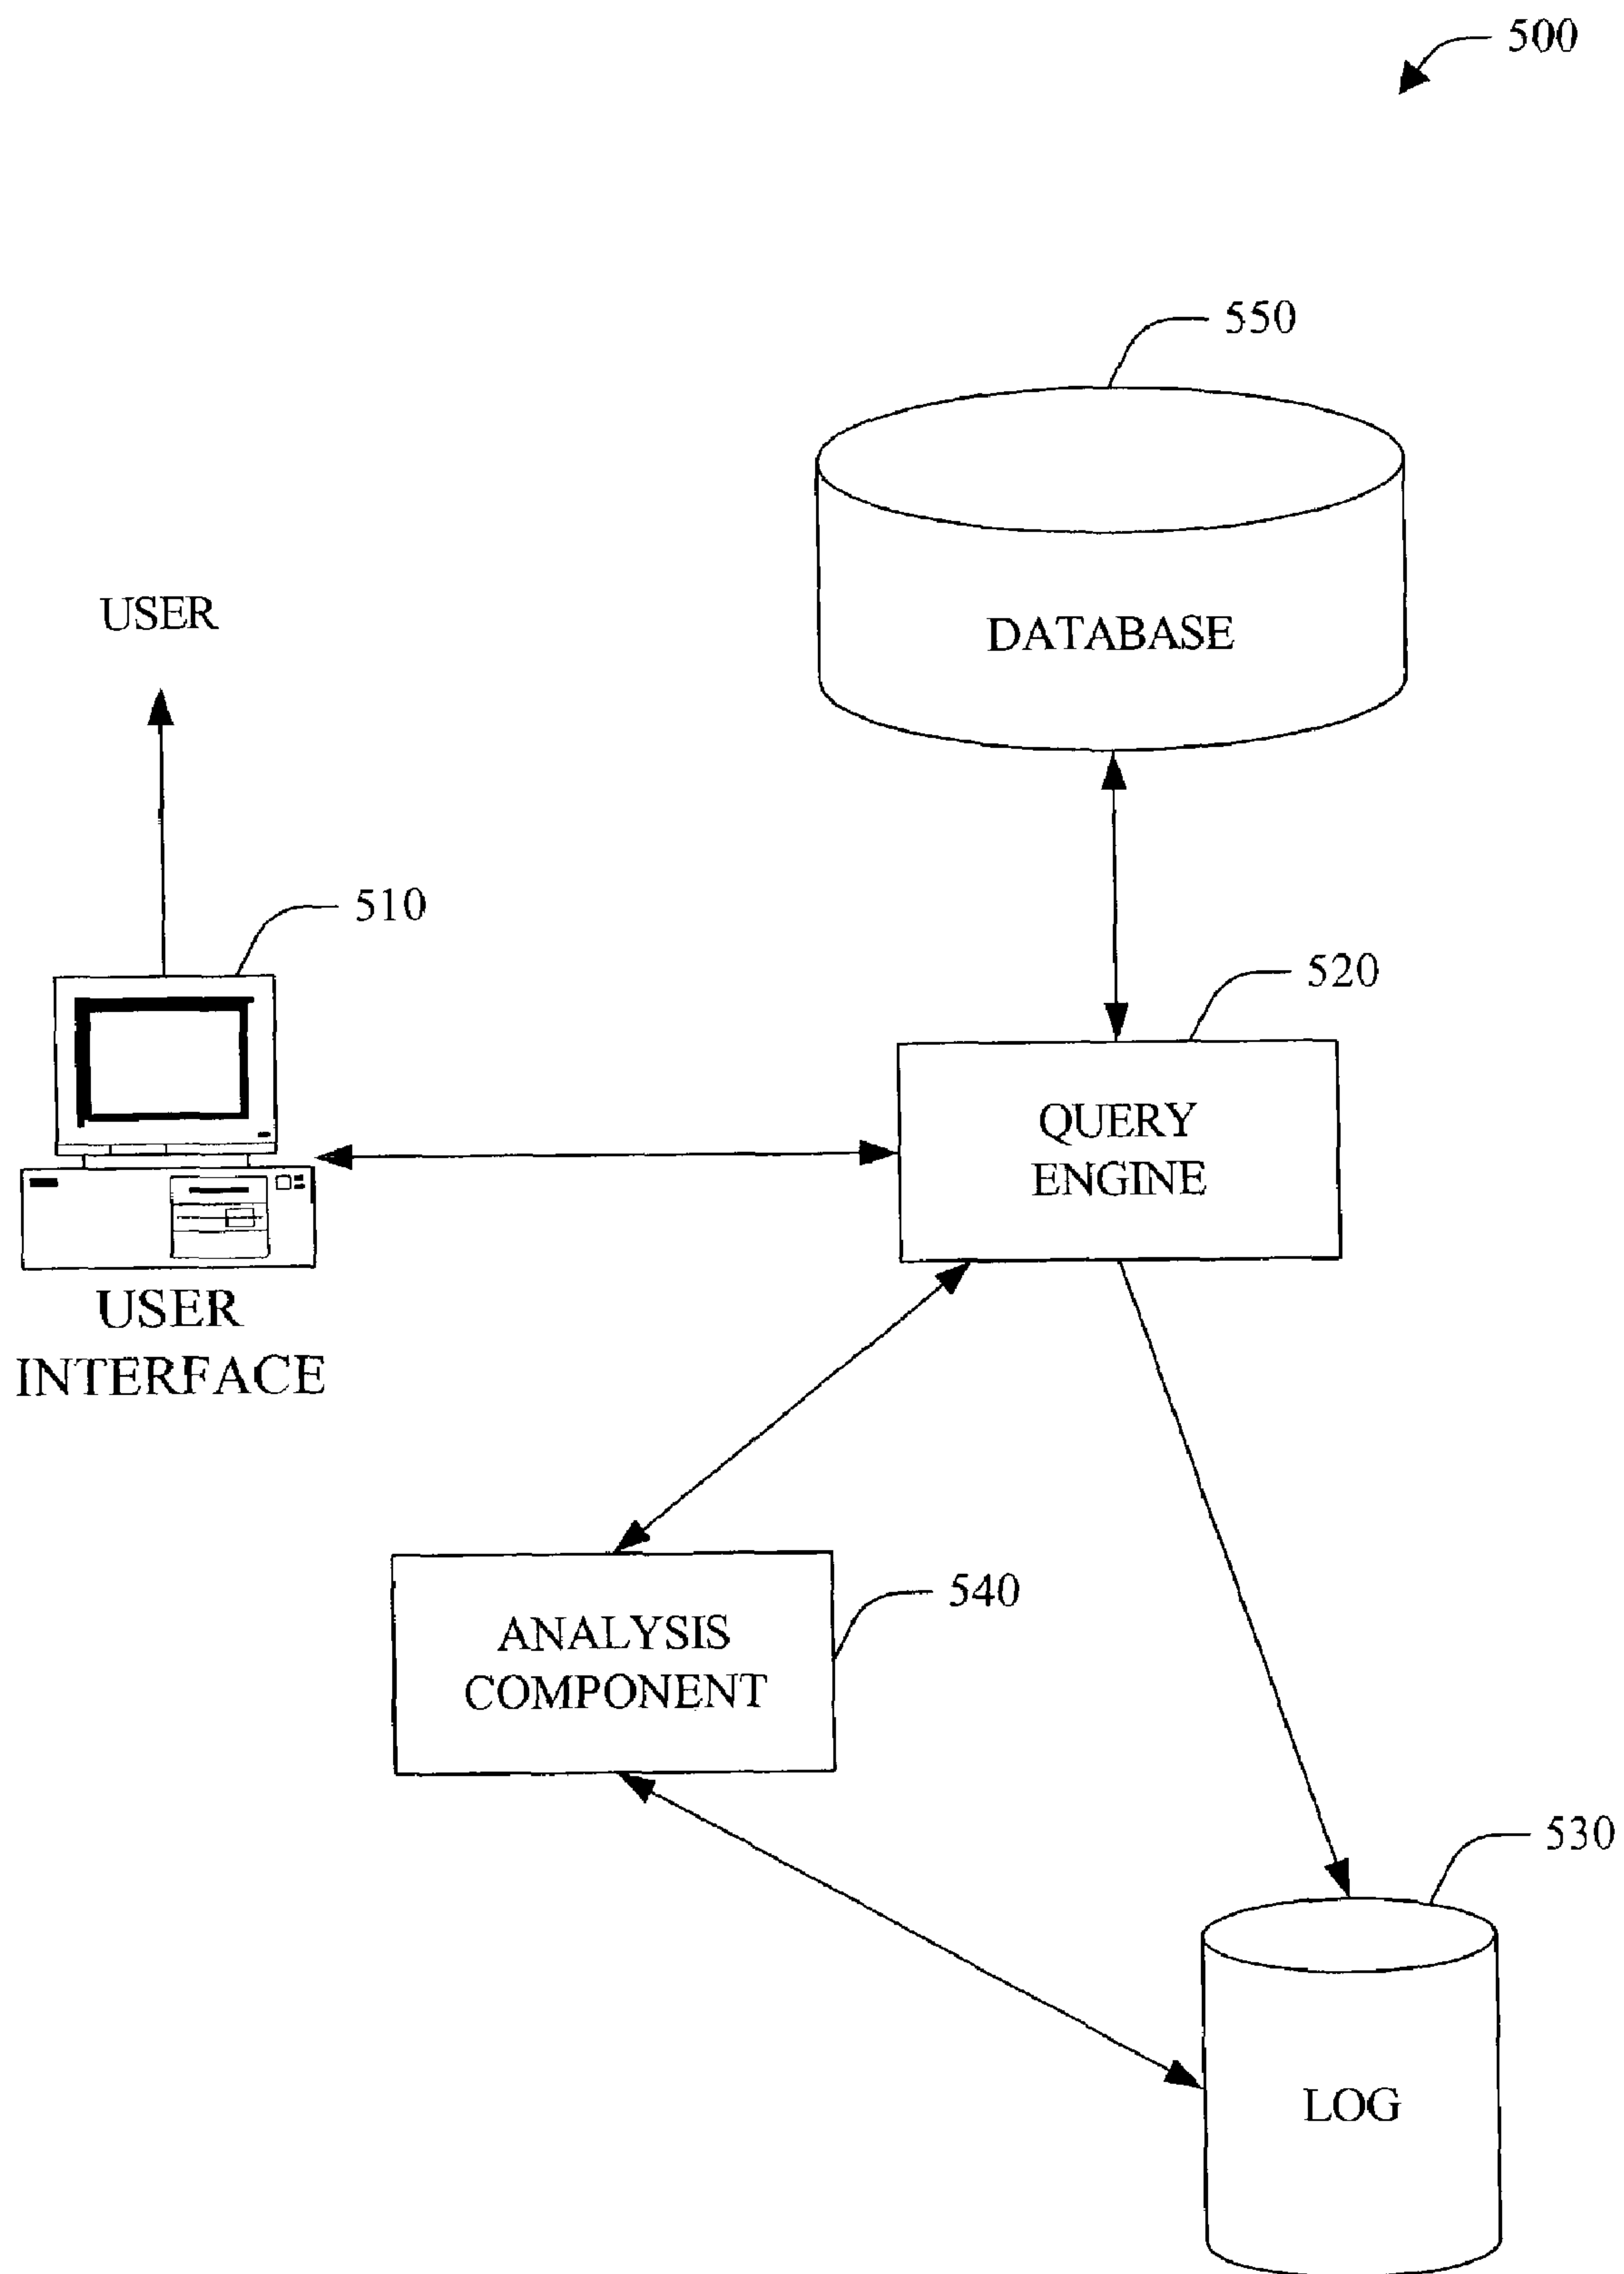 500
550
DATABASE
USER
510
520
QUERY
ENGINE
USER
INTERFACE
540
ANALYSIS
COMPONENT
530
LOG